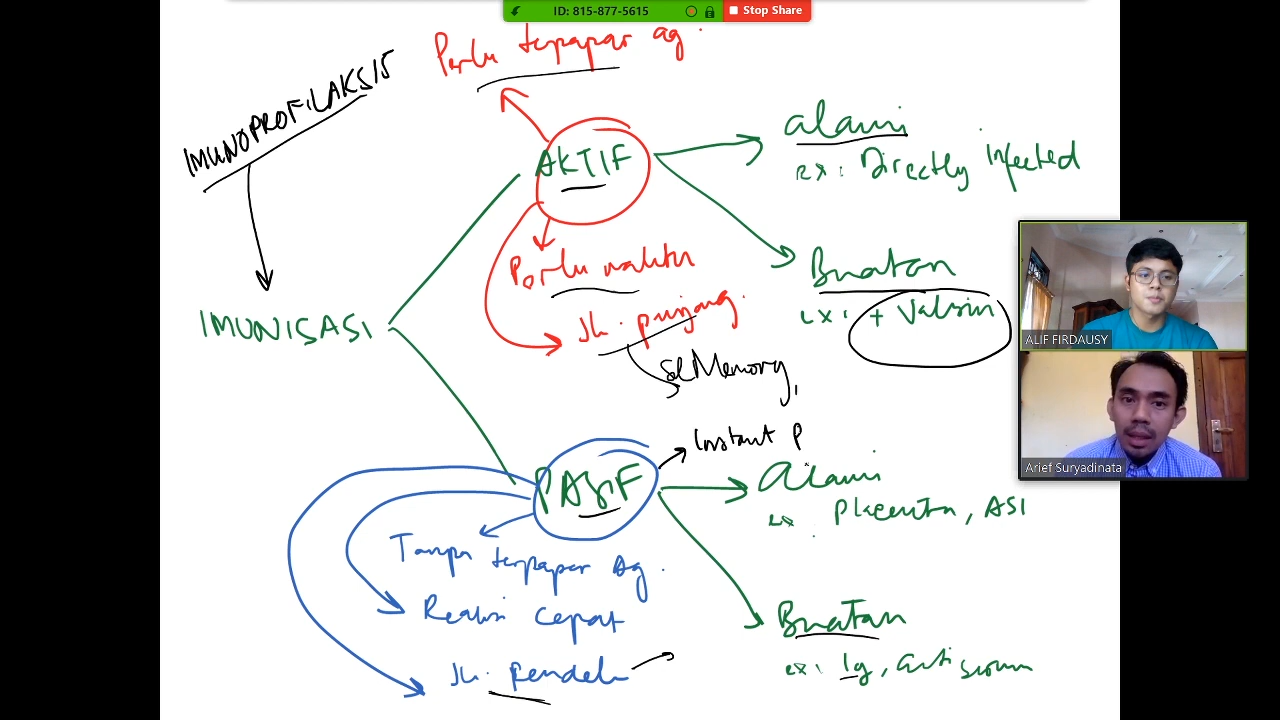 ID: 815-877-5615
Stop Share
Perlu terpapar ag.
IMUNOPROFILAKSIS
AKTIF
alami
ex: Directly infected
Perlu waktu
Buatan
ex: + Vaksin
Jk. panjang.
IMUNISASI
Sel Memory,
ALIF FIRDAUSY
Instant P
PASIF
alami
ex: Placenta, ASI
Arief Suryadinata
Tanpa terpapar Ag.
Reaksi Cepat
Buatan
Jk. Pendek
ex: Ig, anti serum